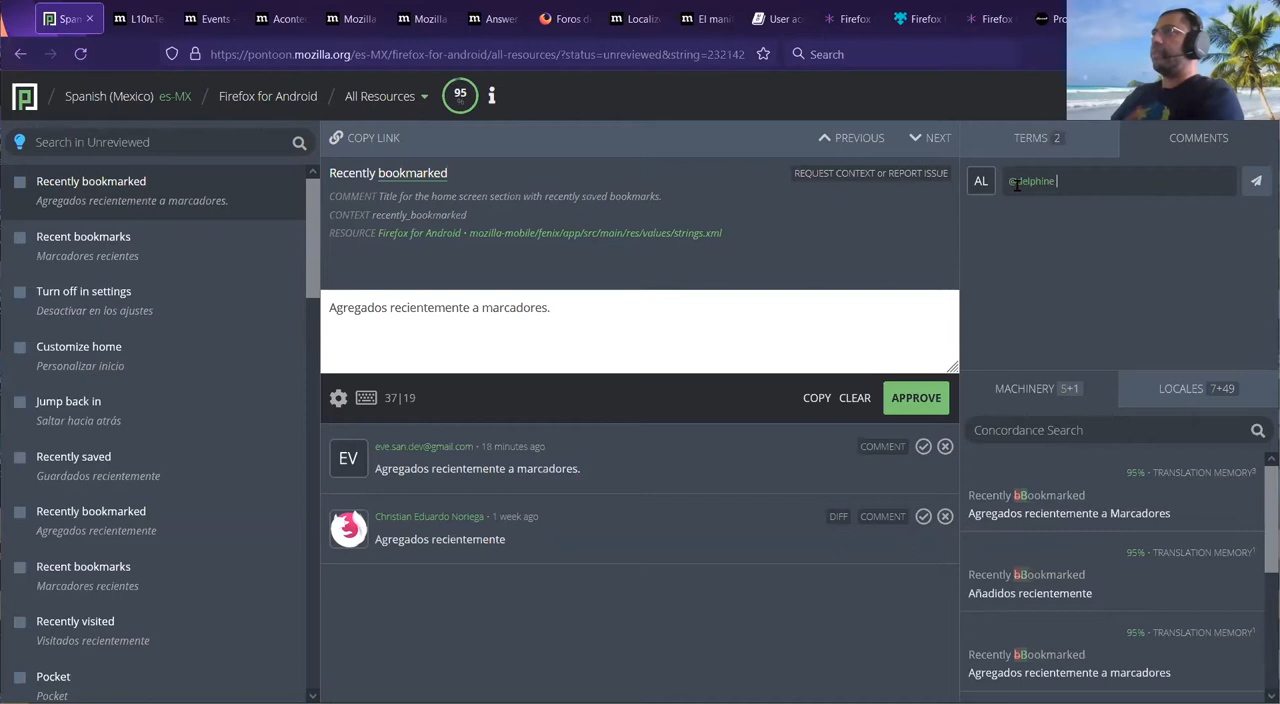 Span
L10n:Te
Events
Aconte
Mozilla
Mozill
Answer
Foros d
Localiz
El mani
User ac
Firefox
Firefox
Firefox
Pro
https://pontoon.mozilla.org/es-MX/firefox-for-android/all-resources/?status=unreviewed&string=232142
Search
/ Spanish (Mexico) es-MX / Firefox for Android / All Resources
95
%
Search in Unreviewed
Recently bookmarked
Agregados recientemente a marcadores.
Recent bookmarks
Marcadores recientes
Turn off in settings
Desactivar en los ajustes
Customize home
Personalizar inicio
Jump back in
Saltar hacia atrás
Recently saved
Guardados recientemente
Recently bookmarked
Agregados recientemente
Recent bookmarks
Marcadores recientes
Recently visited
Visitados recientemente
Pocket
Pocket
COPY LINK
PREVIOUS
NEXT
Recently bookmarked
REQUEST CONTEXT or REPORT ISSUE
COMMENT Title for the home screen section with recently saved bookmarks.
CONTEXT recently_bookmarked
RESOURCE Firefox for Android • mozilla-mobile/fenix/app/src/main/res/values/strings.xml
Agregados recientemente a marcadores.
37|19
COPY
CLEAR
APPROVE
EV
eve.san.dev@gmail.com • 18 minutes ago
COMMENT
Agregados recientemente a marcadores.
Christian Eduardo Noriega • 1 week ago
DIFF
COMMENT
Agregados recientemente
TERMS 2
COMMENTS
AL
@delphine
MACHINERY 5+1
LOCALES 7+49
Concordance Search
95% • TRANSLATION MEMORY
Recently bBookmarked
Agregados recientemente a Marcadores
95% • TRANSLATION MEMORY1
Recently bBookmarked
Añadidos recientemente
95% • TRANSLATION MEMORY1
Recently bBookmarked
Agregados recientemente a marcadores